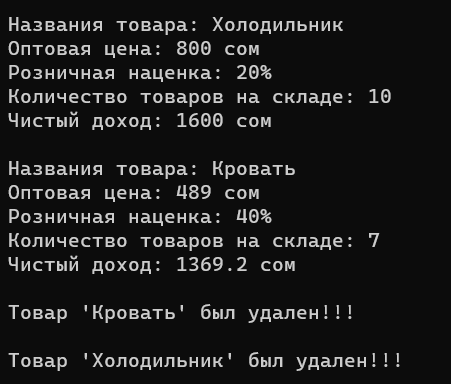 Названия товара: Холодильник
Оптовая цена: 800 сом
Розничная наценка: 20%
Количество товаров на складе: 10
Чистый доход: 1600 сом
Названия товара: Кровать
Оптовая цена: 489 сом
Розничная наценка: 40%
Количество товаров на складе: 7
Чистый доход: 1369.2 сом
Товар 'Кровать' был удален!!!
Товар 'Холодильник' был удален!!!